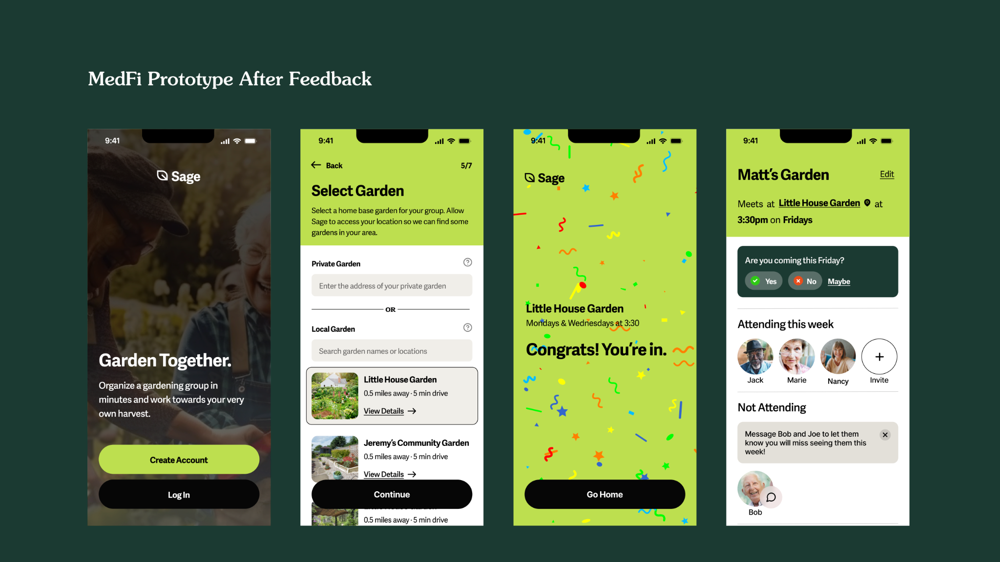 MedFi Prototype After Feedback
9:41
Sage
Garden Together.
Organize a gardening group in
minutes and work towards your very
own harvest.
Create Account
Log In
9:41
Back
5/7
Select Garden
Select a home base garden for your group. Allow
Sage to access your location so we can find some
gardens in your area.
Private Garden
?
Enter the address of your private garden
OR
Local Garden
?
Search garden names or locations
Little House Garden
0.5 miles away · 5 min drive
View Details
Jeremy's Community Garden
0.5 miles away · 5 min drive
View Details
Continue
0.5 miles away · 5 min drive
9:41
Sage
Little House Garden
Mondays & Wednesdays at 3:30
Congrats! You're in.
Go Home
9:41
Matt's Garden
Edit
Meets at Little House Garden at
3:30pm on Fridays
Are you coming this Friday?
Yes
No
Maybe
Attending this week
Jack
Marie
Nancy
Invite
Not Attending
Message Bob and Joe to let them
know you will miss seeing them this
week!
Bob